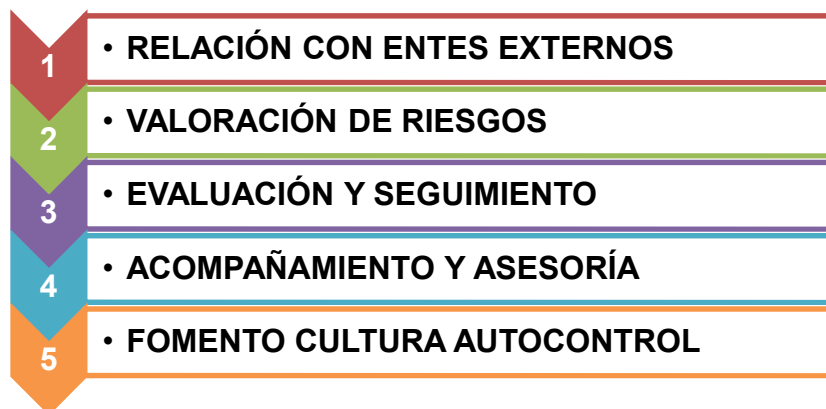 1 • RELACIÓN CON ENTES EXTERNOS
2 • VALORACIÓN DE RIESGOS
3 • EVALUACIÓN Y SEGUIMIENTO
4 • ACOMPAÑAMIENTO Y ASESORÍA
5 • FOMENTO CULTURA AUTOCONTROL